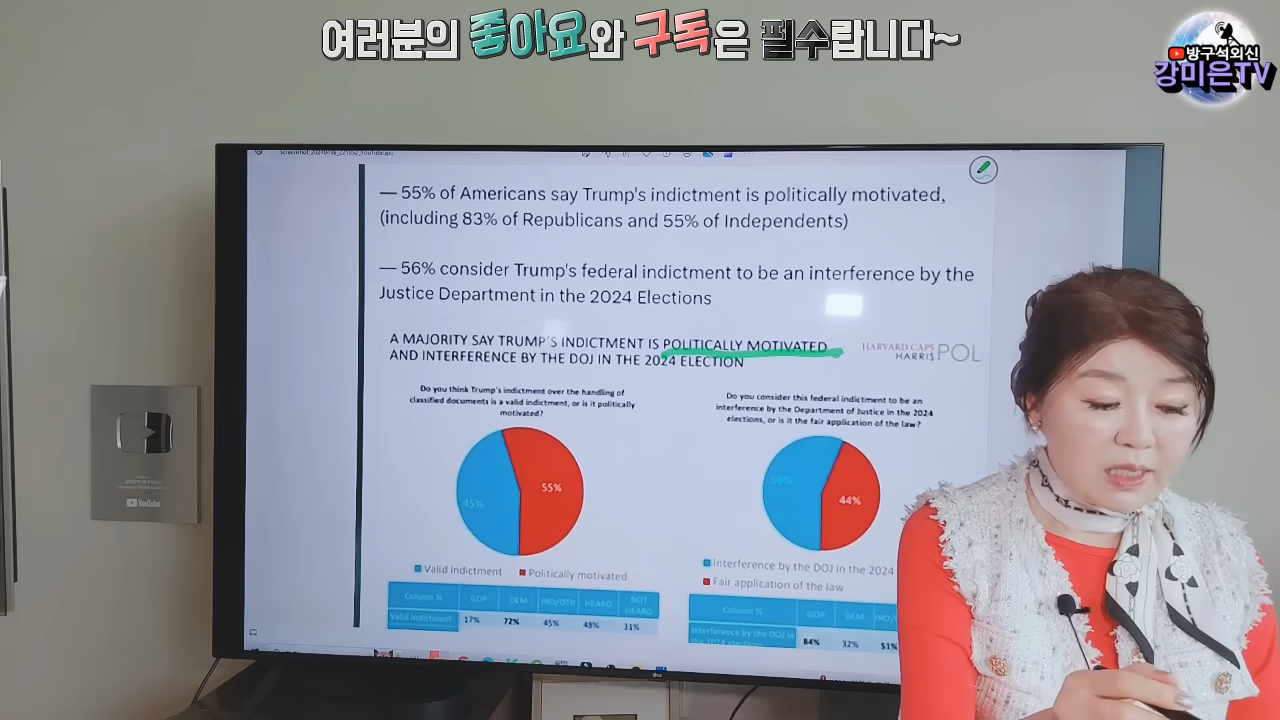 여러분의 좋아요와 구독은 필수랍니다~
방구석외신
강미은TV
— 55% of Americans say Trump's indictment is politically motivated,
(including 83% of Republicans and 55% of Independents)
— 56% consider Trump's federal indictment to be an interference by the
Justice Department in the 2024 Elections
A MAJORITY SAY TRUMP'S INDICTMENT IS POLITICALLY MOTIVATED
AND INTERFERENCE BY THE DOJ IN THE 2024 ELECTION
HARVARD CAPS
HARRIS POL
Do you think Trump's indictment over the handling of
classified documents is a valid indictment, or is it politically
motivated?
45%
55%
Valid indictment
Politically motivated
Column % GOP DEM IND/OTH HEARD NOT HEARD
Valid indictment 17% 72% 45% 48% 31%
Do you consider this federal indictment to be an
interference by the Department of Justice in the 2024
elections, or is it the fair application of the law?
56%
44%
Interference by the DOJ in the 2024
Fair application of the law
Column % GOP DEM IND/
Interference by the DOJ in
the 2024 elections 84% 32% 51%
YouTube
LG